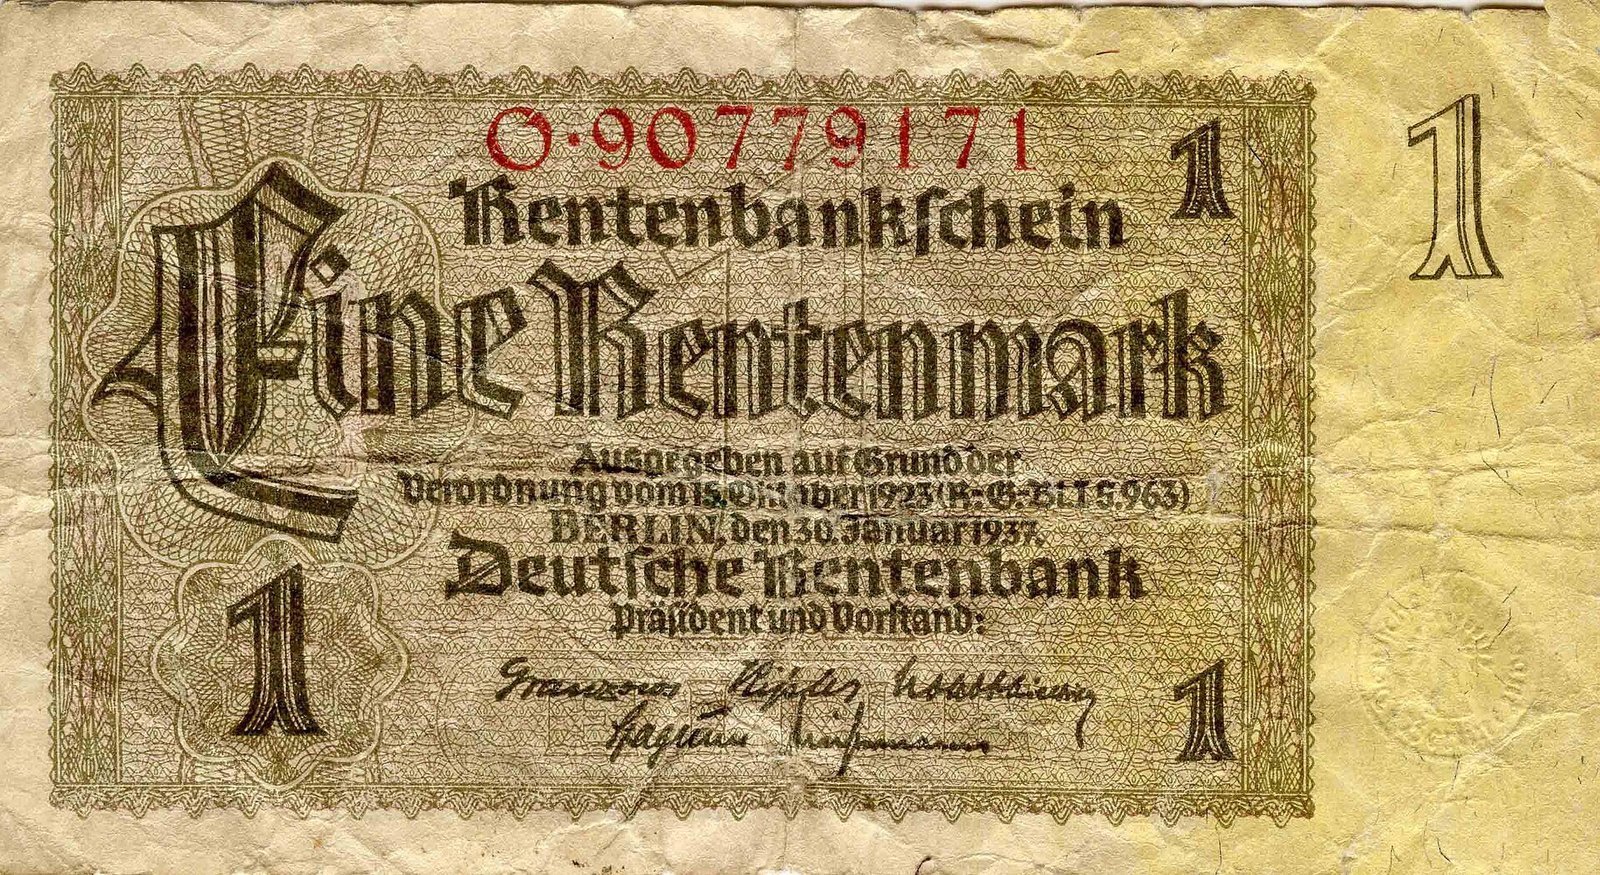 O·90779171
1
1
Rentenbankſchein
Eine Rentenmark
Ausgegeben auf Grund der
Verordnung vom 15. Oktober 1923 (R.-G.-Bl. I S. 963)
BERLIN, den 30. Januar 1937.
Deutſche Rentenbank
Präſident und Vorſtand:
1
1